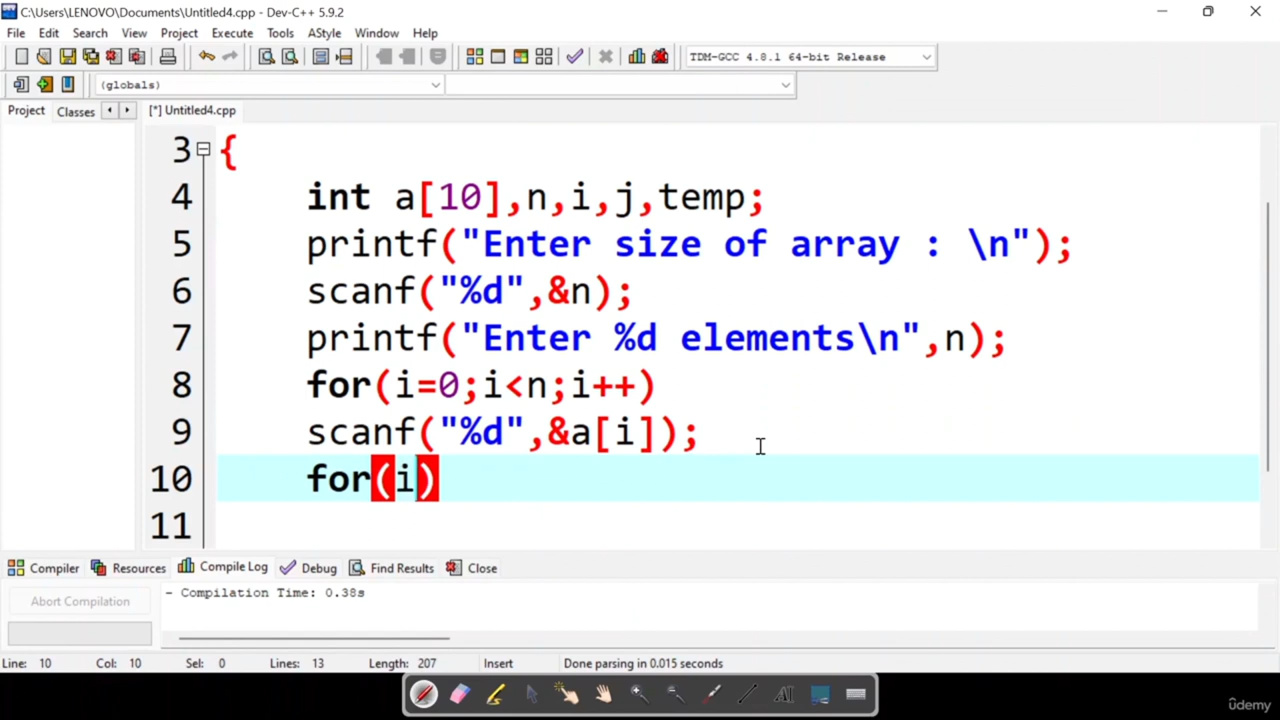 C:\Users\LENOVO\Documents\Untitled4.cpp - Dev-C++ 5.9.2
File Edit Search View Project Execute Tools AStyle Window Help
TDM-GCC 4.8.1 64-bit Release
(globals)
Project Classes [*] Untitled4.cpp
3 {
4 int a[10],n,i,j,temp;
5 printf("Enter size of array : \n");
6 scanf("%d",&n);
7 printf("Enter %d elements\n",n);
8 for(i=0;i<n;i++)
9 scanf("%d",&a[i]);
10 for(i)
11
Compiler Resources Compile Log Debug Find Results Close
Abort Compilation
- Compilation Time: 0.38s
Line: 10 Col: 10 Sel: 0 Lines: 13 Length: 207 Insert Done parsing in 0.015 seconds
AI
ûdemy